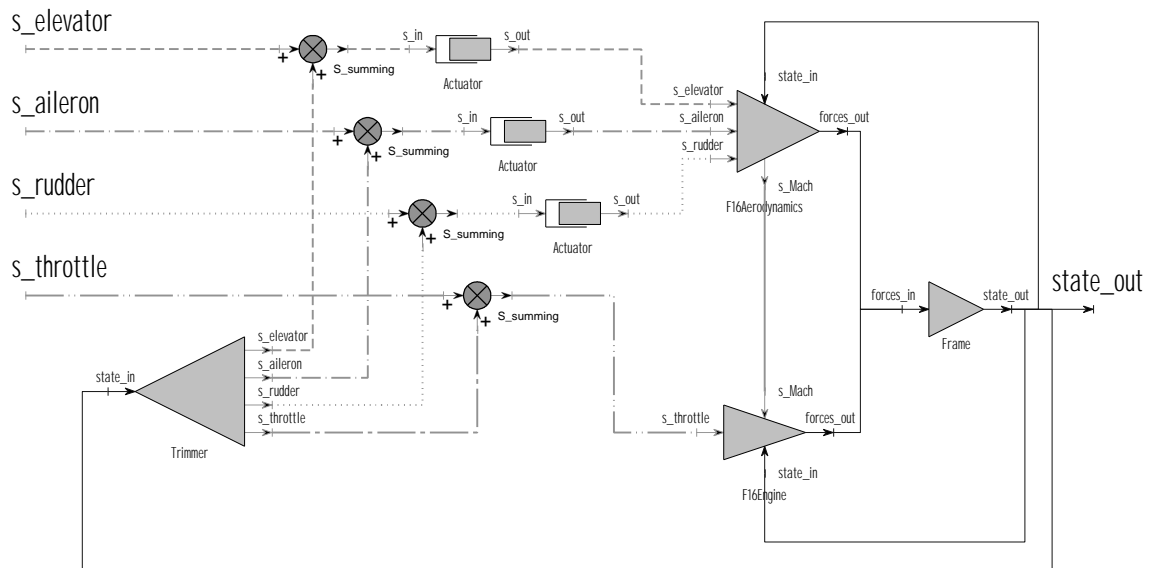 s_elevator
+
+
S_summing
s_in
s_out
Actuator
s_aileron
+
+
S_summing
s_in
s_out
Actuator
s_rudder
+
+
S_summing
s_in
s_out
Actuator
s_throttle
+
+
S_summing
s_elevator
s_aileron
s_rudder
state_in
forces_out
s_Mach
F16Aerodynamics
forces_in
state_out
Frame
state_out
state_in
s_elevator
s_aileron
s_rudder
s_throttle
Trimmer
s_throttle
s_Mach
forces_out
state_in
F16Engine